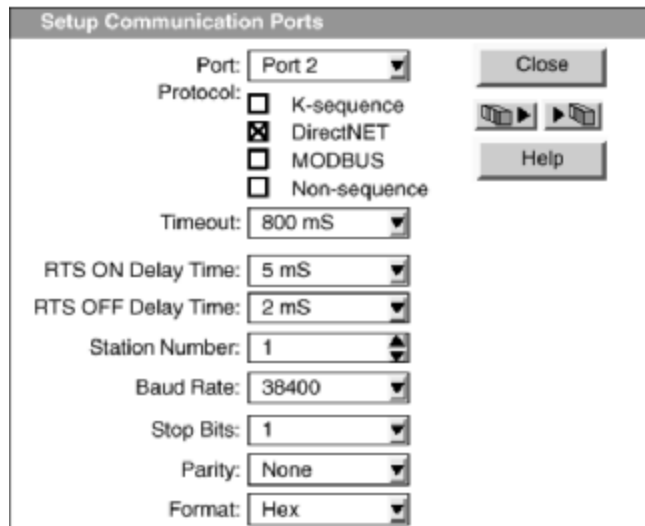 Setup Communication Ports
Port: Port 2 Close
Protocol: K-sequence
DirectNET
MODBUS Help
Non-sequence
Timeout: 800 mS
RTS ON Delay Time: 5 mS
RTS OFF Delay Time: 2 mS
Station Number: 1
Baud Rate: 38400
Stop Bits: 1
Parity: None
Format: Hex